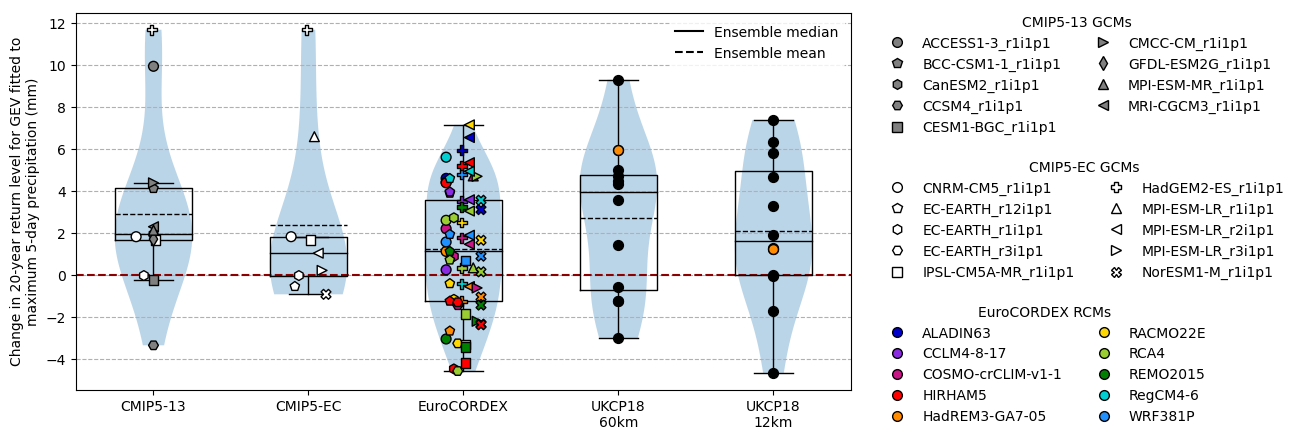 Change in 20-year return level for GEV fitted to
maximum 5-day precipitation (mm)
12
10
8
6
4
2
0
−2
−4
Ensemble median
Ensemble mean
CMIP5-13
CMIP5-EC
EuroCORDEX
UKCP18
60km
UKCP18
12km
CMIP5-13 GCMs
ACCESS1-3_r1i1p1
BCC-CSM1-1_r1i1p1
CanESM2_r1i1p1
CCSM4_r1i1p1
CESM1-BGC_r1i1p1
CMCC-CM_r1i1p1
GFDL-ESM2G_r1i1p1
MPI-ESM-MR_r1i1p1
MRI-CGCM3_r1i1p1
CMIP5-EC GCMs
CNRM-CM5_r1i1p1
EC-EARTH_r12i1p1
EC-EARTH_r1i1p1
EC-EARTH_r3i1p1
IPSL-CM5A-MR_r1i1p1
HadGEM2-ES_r1i1p1
MPI-ESM-LR_r1i1p1
MPI-ESM-LR_r2i1p1
MPI-ESM-LR_r3i1p1
NorESM1-M_r1i1p1
EuroCORDEX RCMs
ALADIN63
CCLM4-8-17
COSMO-crCLIM-v1-1
HIRHAM5
HadREM3-GA7-05
RACMO22E
RCA4
REMO2015
RegCM4-6
WRF381P